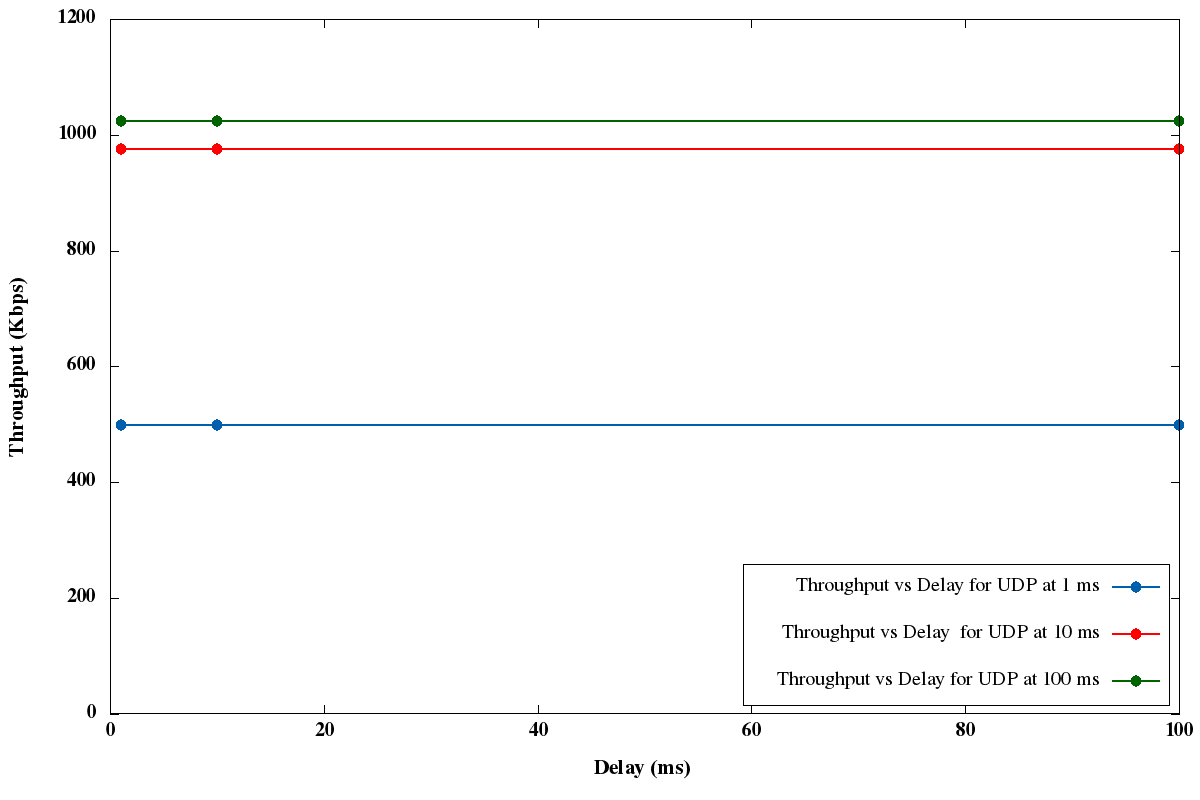 1200
1000
800
600
400
200
0
Throughput (Kbps)
Throughput vs Delay for UDP at 1 ms
Throughput vs Delay  for UDP at 10 ms
Throughput vs Delay for UDP at 100 ms
0 20 40 60 80 100
Delay (ms)